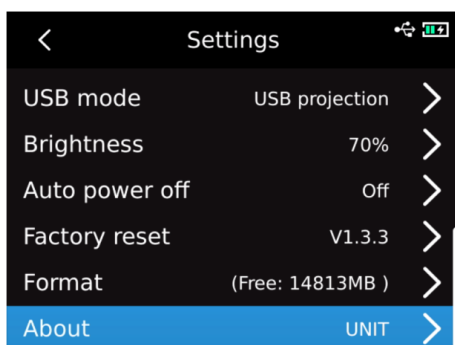 Settings
USB mode USB projection
Brightness 70%
Auto power off Off
Factory reset V1.3.3
Format (Free: 14813MB )
About UNIT